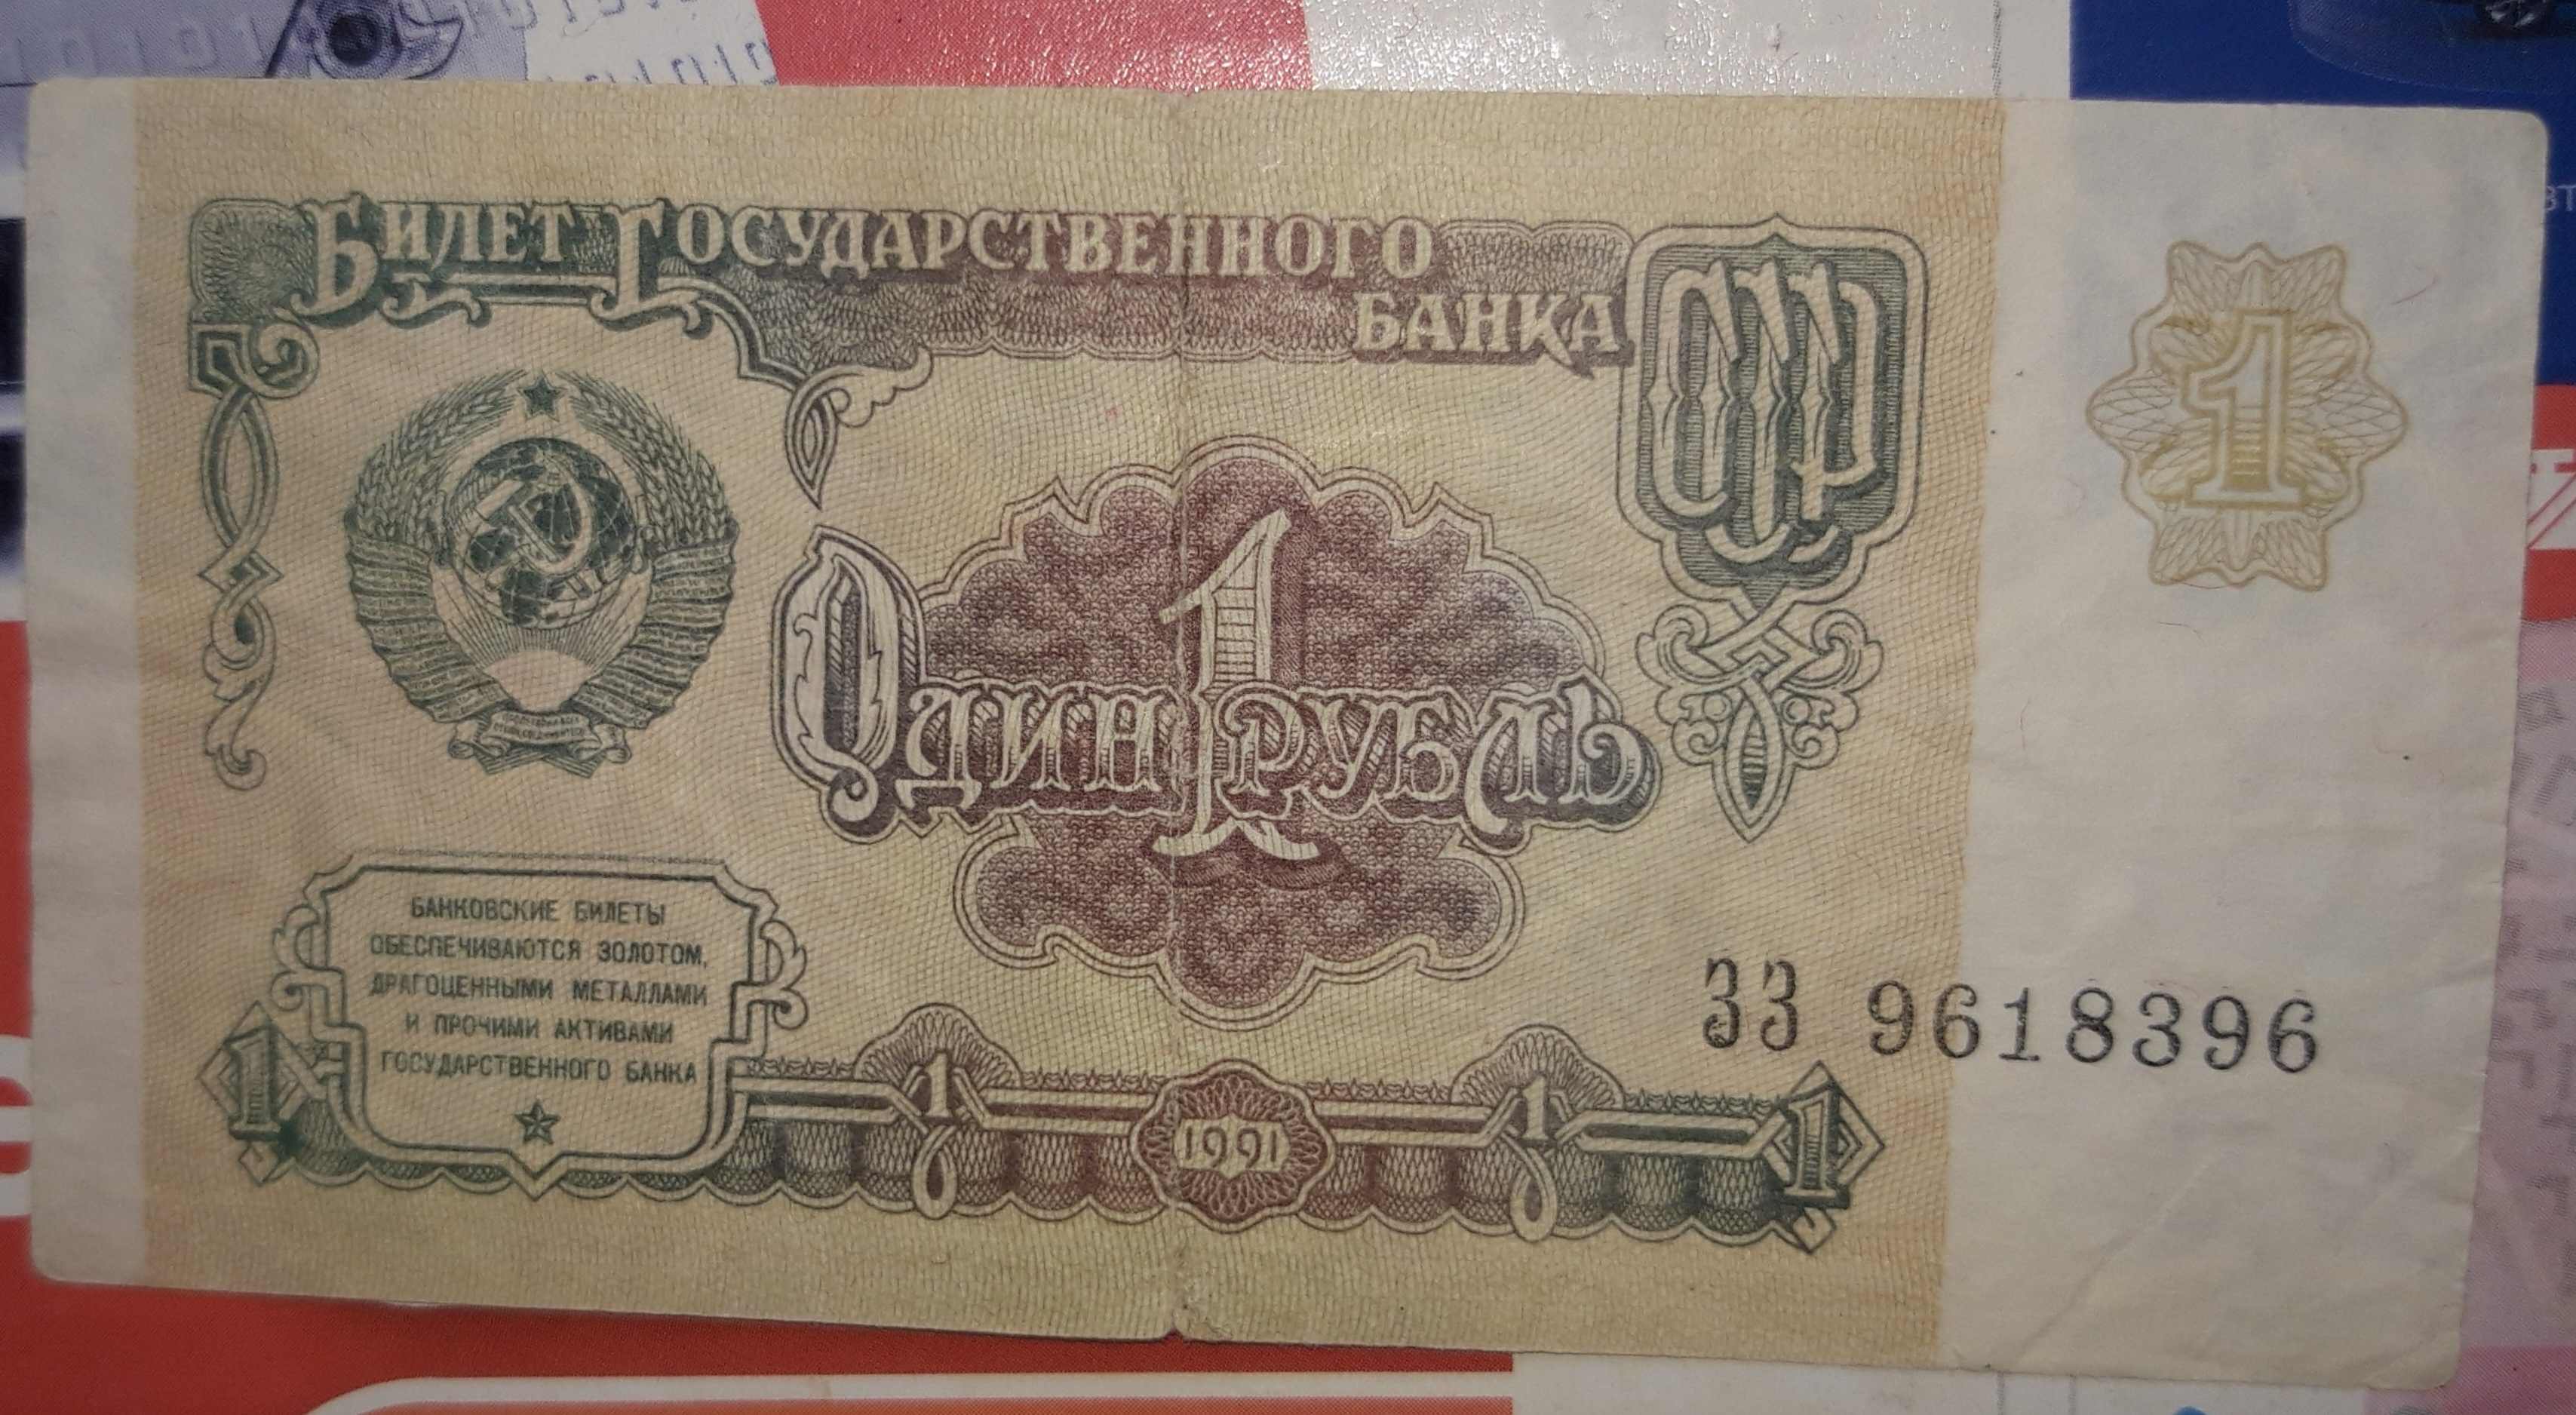 БИЛЕТ ГОСУДАРСТВЕННОГО
БАНКА
СССР
1
1
ОДИН РУБЛЬ
БАНКОВСКИЕ БИЛЕТЫ
ОБЕСПЕЧИВАЮТСЯ ЗОЛОТОМ,
ДРАГОЦЕННЫМИ МЕТАЛЛАМИ
И ПРОЧИМИ АКТИВАМИ
ГОСУДАРСТВЕННОГО БАНКА
ЗЗ 9618396
1 1 1991 1 1